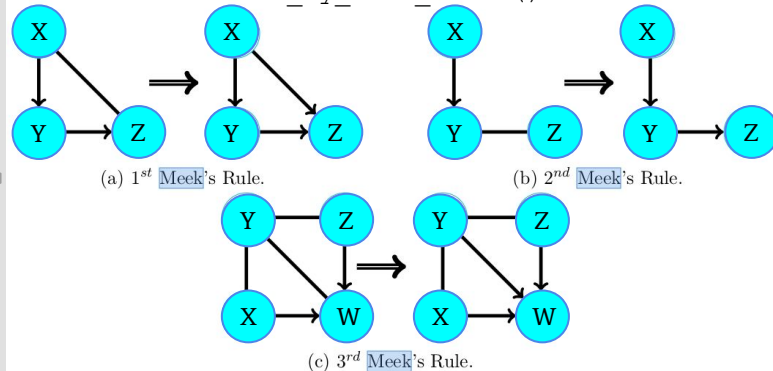 X X X X
Y Z Y Z Y Z Y Z
(a) 1st Meek's Rule. (b) 2nd Meek's Rule.
Y Z Y Z
X W X W
(c) 3rd Meek's Rule.